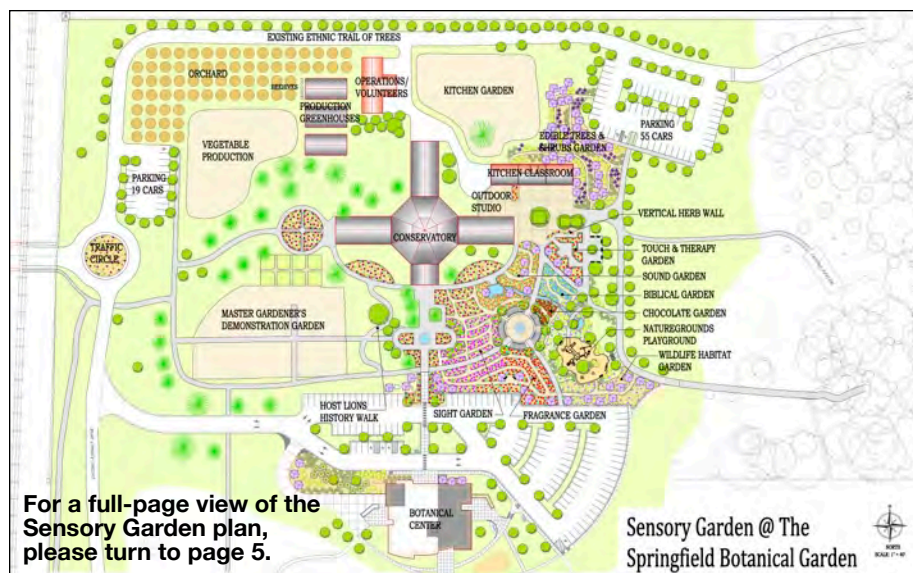 EXISTING ETHNIC TRAIL OF TREES
ORCHARD
BEEHIVES
OPERATIONS/
VOLUNTEERS
PRODUCTION
GREENHOUSES
KITCHEN GARDEN
PARKING
55 CARS
VEGETABLE
PRODUCTION
EDIBLE TREES &
SHRUBS GARDEN
PARKING
19 CARS
KITCHEN CLASSROOM
OUTDOOR
STUDIO
VERTICAL HERB WALL
CONSERVATORY
TRAFFIC
CIRCLE
TOUCH & THERAPY
GARDEN
SOUND GARDEN
BIBLICAL GARDEN
CHOCOLATE GARDEN
NATUREGROUNDS
PLAYGROUND
WILDLIFE HABITAT
GARDEN
MASTER GARDENER'S
DEMONSTRATION GARDEN
HOST LIONS
HISTORY WALK
SIGHT GARDEN
FRAGRANCE GARDEN
BOTANICAL
CENTER
For a full-page view of the
Sensory Garden plan,
please turn to page 5.
Sensory Garden @ The
Springfield Botanical Garden
NORTH